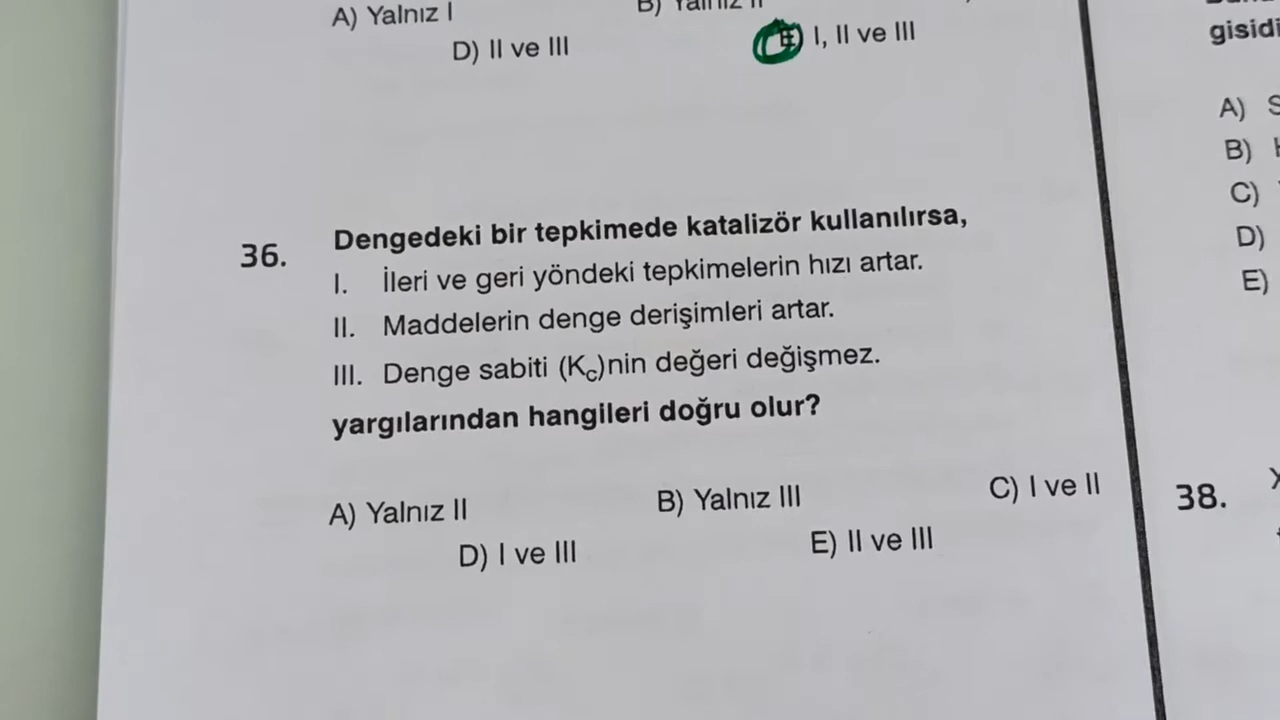 A) Yalnız I
B) Yalnız II
D) II ve III
E) I, II ve III
36. Dengedeki bir tepkimede katalizör kullanılırsa,
I. İleri ve geri yöndeki tepkimelerin hızı artar.
II. Maddelerin denge derişimleri artar.
III. Denge sabiti (Kc)nin değeri değişmez.
yargılarından hangileri doğru olur?
A) Yalnız II
B) Yalnız III
C) I ve II
D) I ve III
E) II ve III
gisidi
A) S
B)
C)
D)
E)
38.